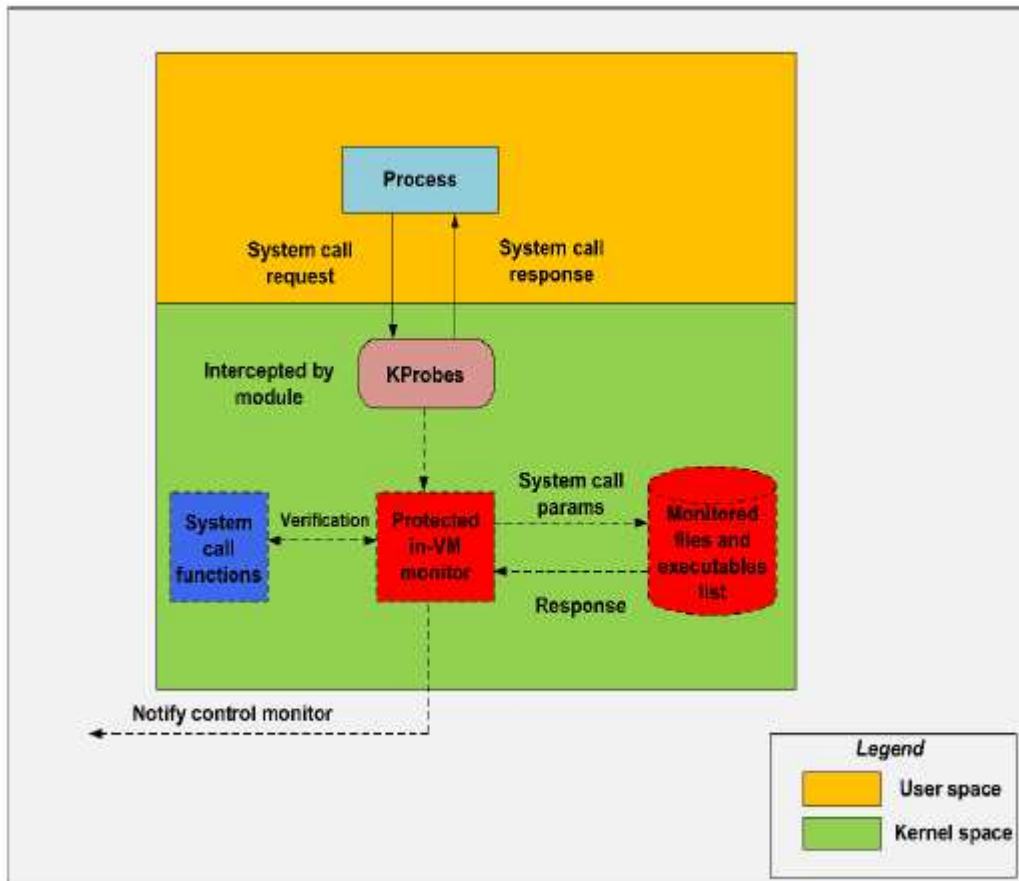 Process
System call
request
System call
response
Intercepted by
module
KProbes
System
call
functions
Verification
Protected
in-VM
monitor
System call
params
Response
Monitored
files and
executables
list
Notify control monitor
Legend
User space
Kernel space